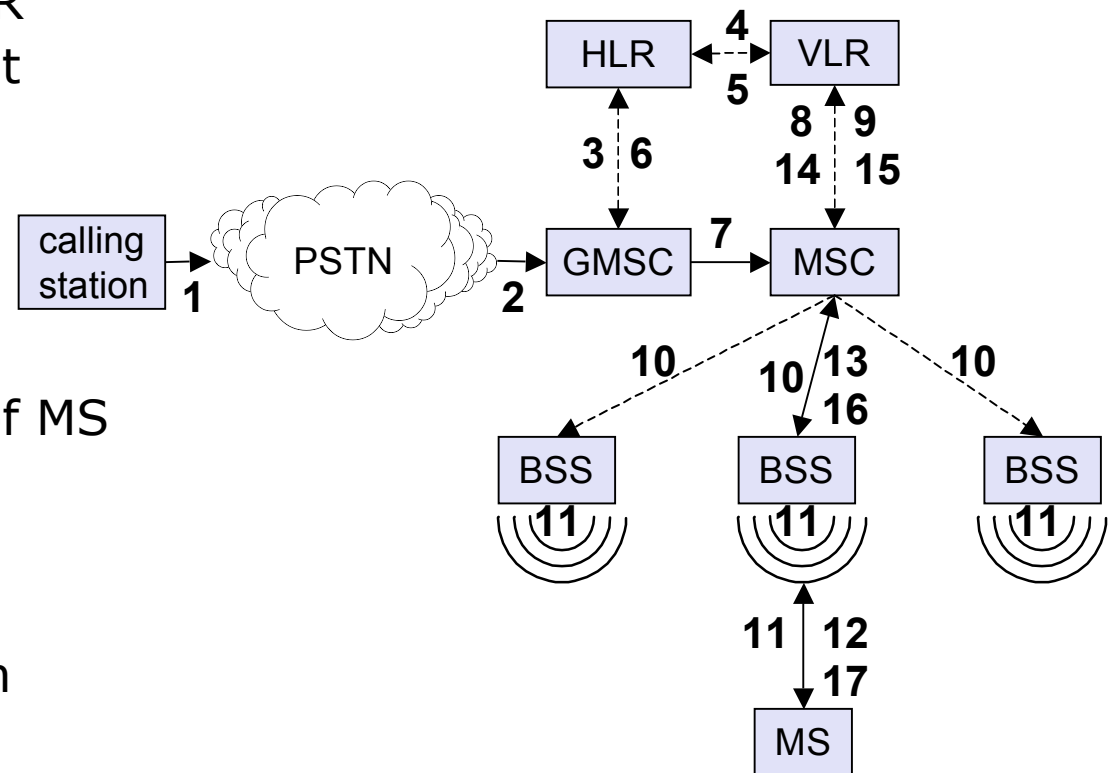 R
t
f MS
n
HLR
4
5
VLR
3 6
8 9
14 15
calling
station
1
PSTN
2
GMSC
7
MSC
10
10
13
16
10
BSS
11
BSS
11
BSS
11
11 12
17
MS